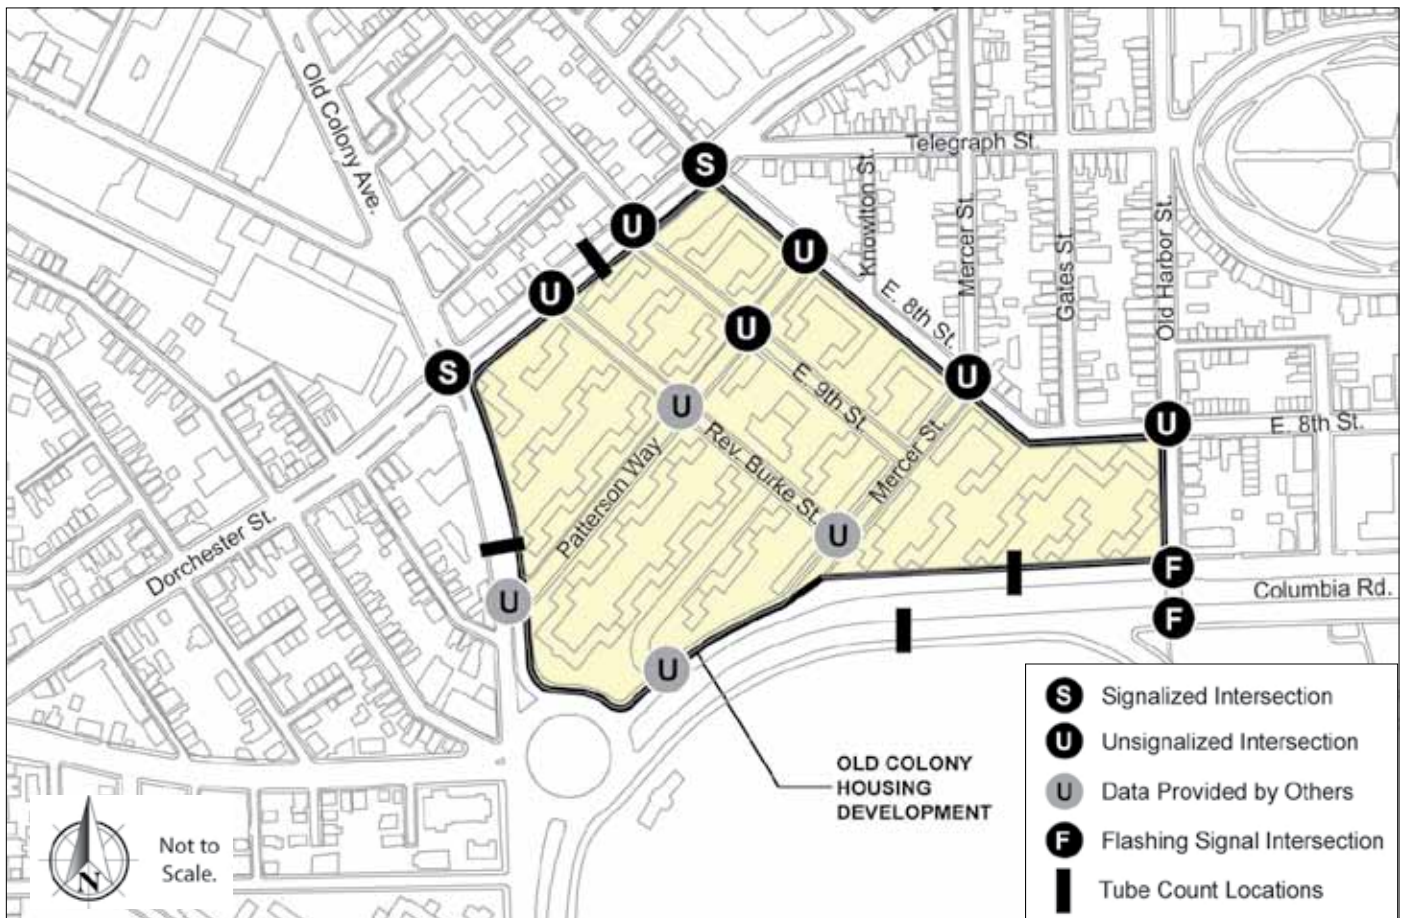 Old Colony Ave.
S
Telegraph St.
U
U
Knowlton St.
Mercer St.
Gates St.
Old Harbor St.
U
E. 8th St.
U
S
U
E. 9th St.
U
U
Rev. Burke St.
Mercer St.
U
E. 8th St.
Patterson Way
U
Dorchester St.
F
Columbia Rd.
U
F
U
OLD COLONY
HOUSING
DEVELOPMENT
Not to
Scale.
N
S Signalized Intersection
U Unsignalized Intersection
U Data Provided by Others
F Flashing Signal Intersection
Tube Count Locations